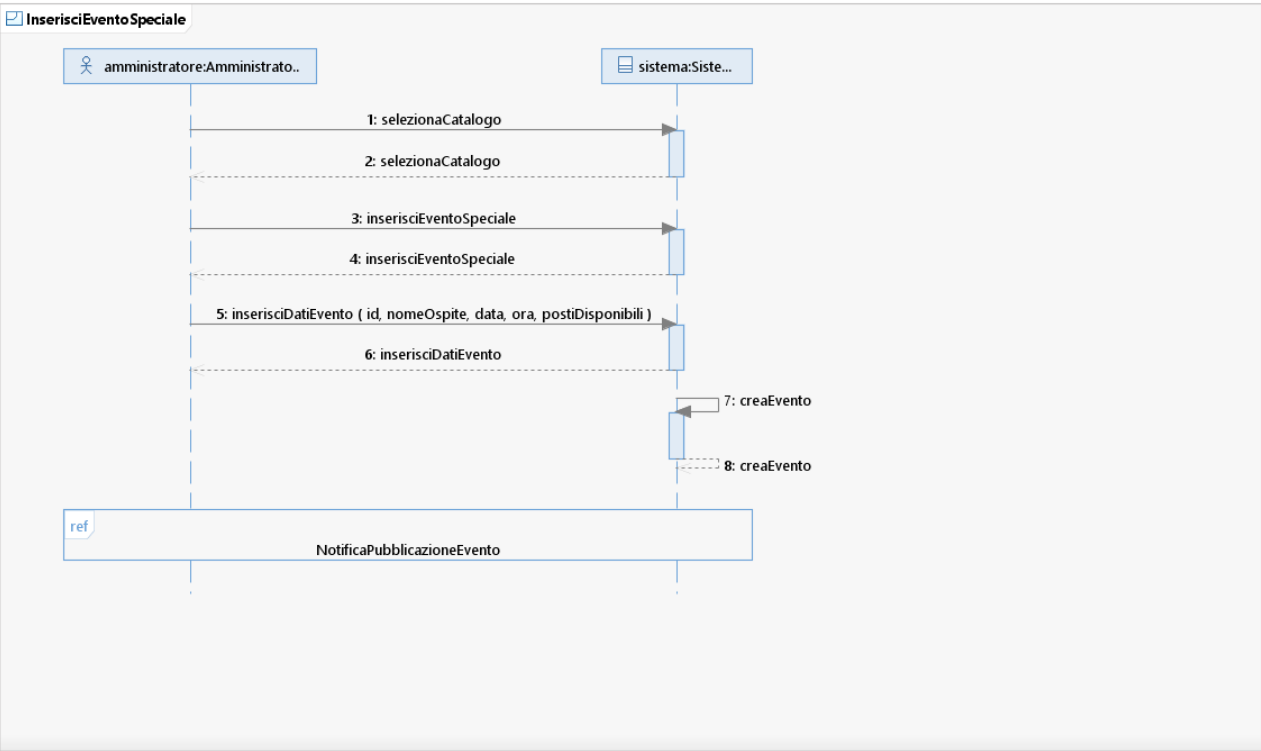 InserisciEventoSpeciale
amministratore:Amministrato..
sistema:Siste...
1: selezionaCatalogo
2: selezionaCatalogo
3: inserisciEventoSpeciale
4: inserisciEventoSpeciale
5: inserisciDatiEvento ( id, nomeOspite, data, ora, postiDisponibili )
6: inserisciDatiEvento
7: creaEvento
8: creaEvento
ref
NotificaPubblicazioneEvento